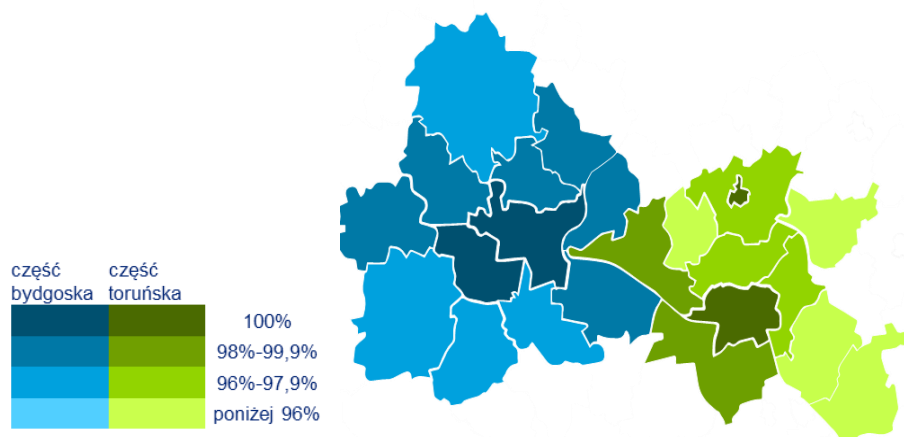 część część
bydgoska toruńska
100%
98%-99,9%
96%-97,9%
poniżej 96%